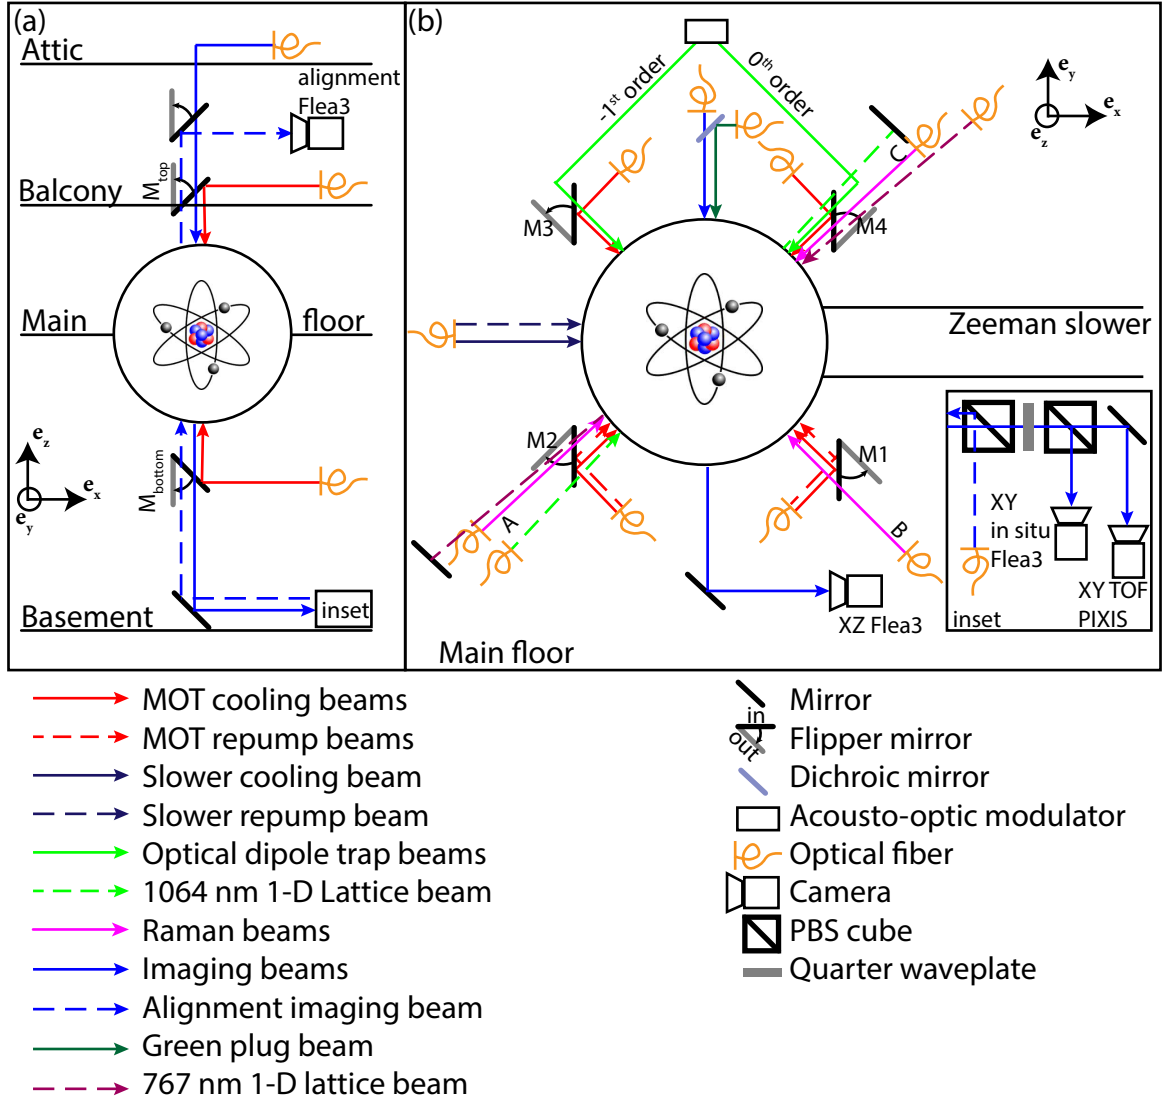 (a)
Attic
alignment
Flea3
M_top
Balcony
Main floor
e_z
e_x
e_y
M_bottom
inset
Basement
(b)
-1st order
0th order
e_y
e_x
e_z
C
M3
M4
Zeeman slower
M2
M1
A
B
XZ Flea3
Main floor
XY
in situ
Flea3
XY TOF
PIXIS
inset
MOT cooling beams
MOT repump beams
Slower cooling beam
Slower repump beam
Optical dipole trap beams
1064 nm 1-D Lattice beam
Raman beams
Imaging beams
Alignment imaging beam
Green plug beam
767 nm 1-D lattice beam
Mirror
in
out
Flipper mirror
Dichroic mirror
Acousto-optic modulator
Optical fiber
Camera
PBS cube
Quarter waveplate